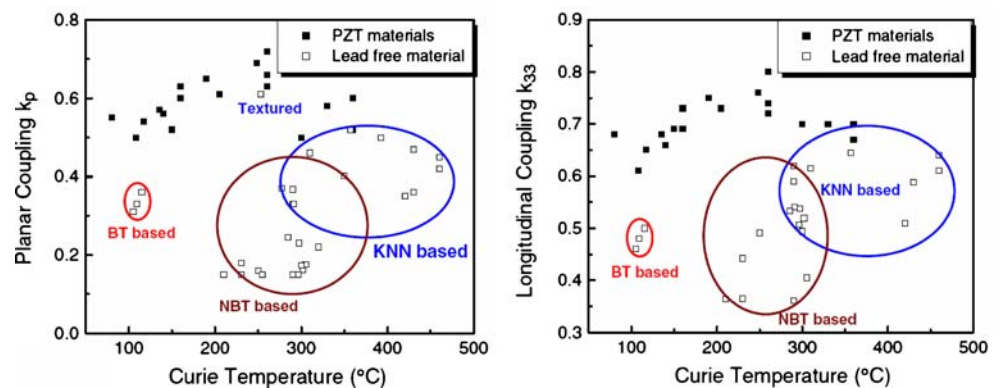 Planar Coupling kp
0.8
0.6
0.4
0.2
0.0
PZT materials
Lead free material
Textured
BT based
KNN based
NBT based
100
200
300
400
500
Curie Temperature (°C)
Longitudinal Coupling k33
0.9
0.8
0.7
0.6
0.5
0.4
0.3
PZT materials
Lead free material
KNN based
BT based
NBT based
100
200
300
400
500
Curie Temperature (°C)